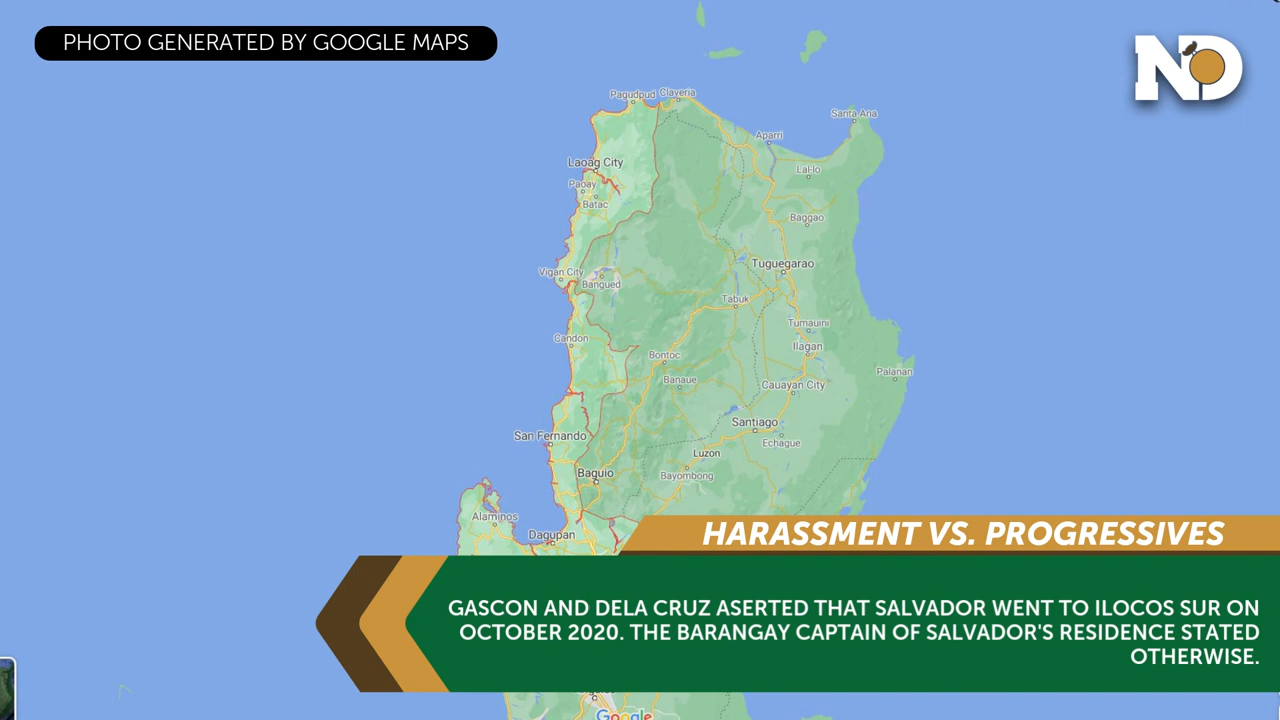 PHOTO GENERATED BY GOOGLE MAPS
ND
Pagudpud
Claveria
Santa Ana
Aparri
Laoag City
Lal-lo
Paoay
Batac
Baggao
Tuguegarao
Vigan City
Bangued
Tabuk
Tumauini
Candon
Ilagan
Bontoc
Palanan
Banaue
Cauayan City
Santiago
San Fernando
Echague
Luzon
Baguio
Bayombong
Alaminos
Dagupan
HARASSMENT VS. PROGRESSIVES
GASCON AND DELA CRUZ ASERTED THAT SALVADOR WENT TO ILOCOS SUR ON
OCTOBER 2020. THE BARANGAY CAPTAIN OF SALVADOR'S RESIDENCE STATED
OTHERWISE.
Google